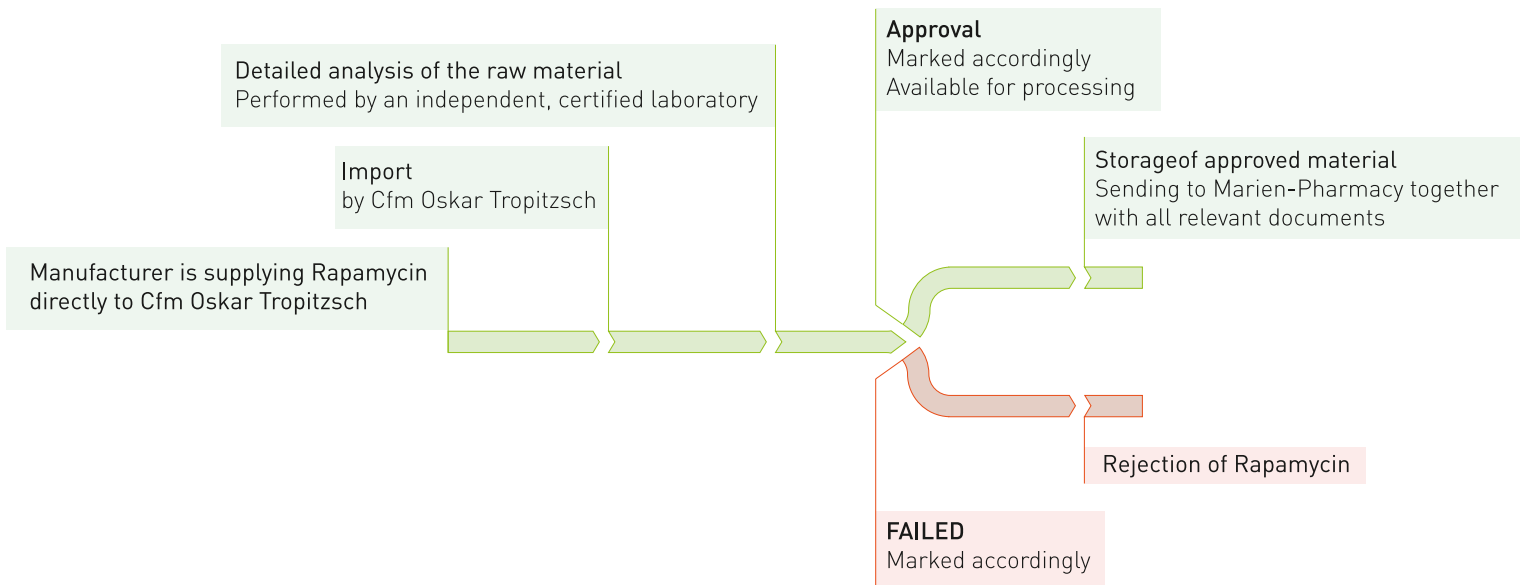 Approval
Marked accordingly
Available for processing
Detailed analysis of the raw material
Performed by an independent, certified laboratory
Storageof approved material
Sending to Marien-Pharmacy together
with all relevant documents
Import
by Cfm Oskar Tropitzsch
Manufacturer is supplying Rapamycin
directly to Cfm Oskar Tropitzsch
Rejection of Rapamycin
FAILED
Marked accordingly